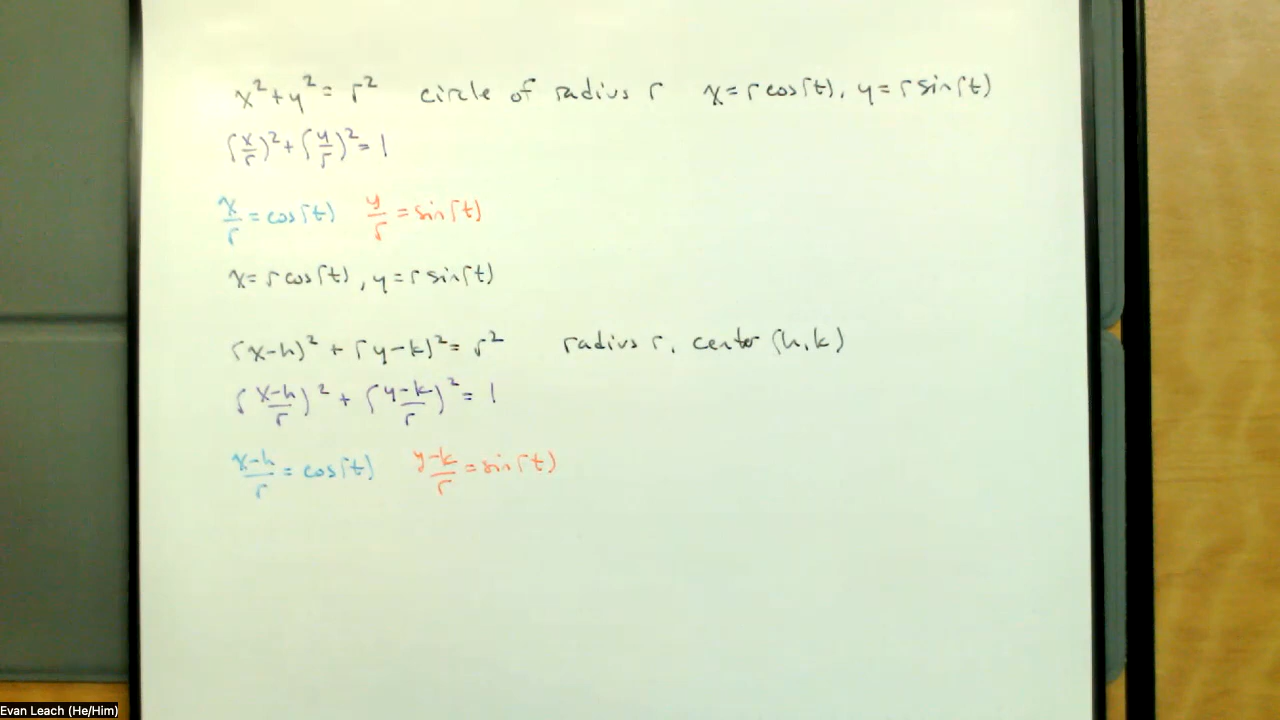 x² + y² = r² circle of radius r x = r cos(t), y = r sin(t)
(x/r)² + (y/r)² = 1
x/r = cos(t) y/r = sin(t)
x = r cos(t), y = r sin(t)
(x-h)² + (y-k)² = r² radius r, center (h,k)
((x-h)/r)² + ((y-k)/r)² = 1
(x-h)/r = cos(t) (y-k)/r = sin(t)
Evan Leach (He/Him)